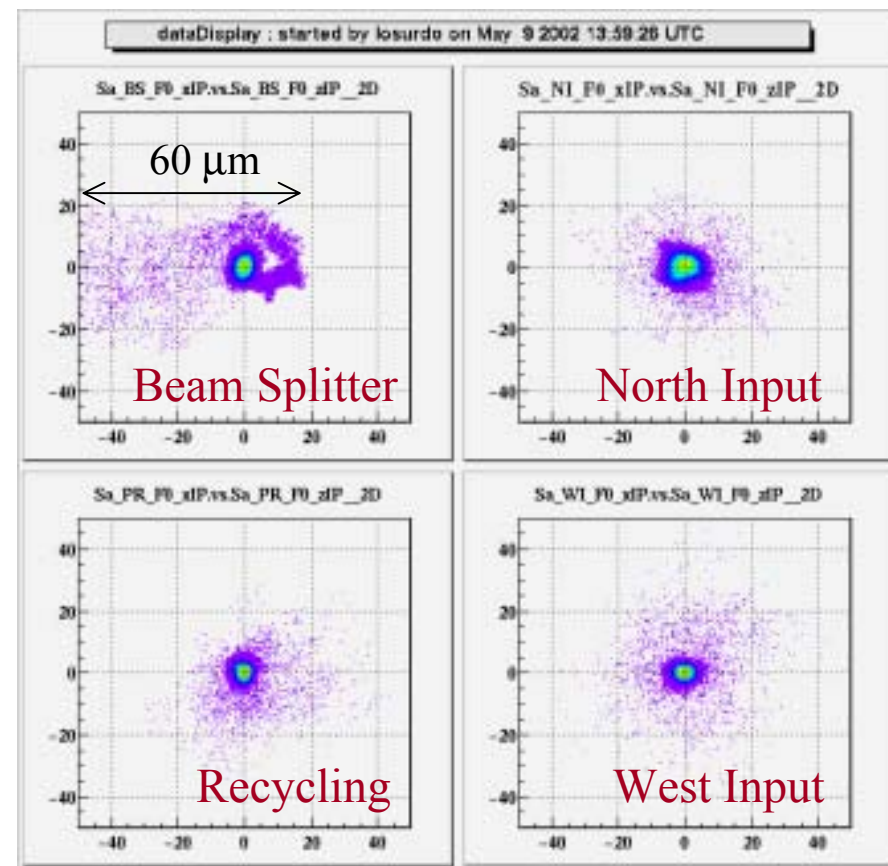 dataDisplay : started by losurdo on May 9 2002 13:59:26 UTC
Sa_BS_F0_xIP.vs.Sa_BS_F0_zIP__2D
40
20
0
-20
-40
-40 -20 0 20 40
60 μm
Beam Splitter
Sa_NI_F0_xIP.vs.Sa_NI_F0_zIP__2D
40
20
0
-20
-40
-40 -20 0 20 40
North Input
Sa_PR_F0_xIP.vs.Sa_PR_F0_zIP__2D
40
20
0
-20
-40
-40 -20 0 20 40
Recycling
Sa_WI_F0_xIP.vs.Sa_WI_F0_zIP__2D
40
20
0
-20
-40
-40 -20 0 20 40
West Input